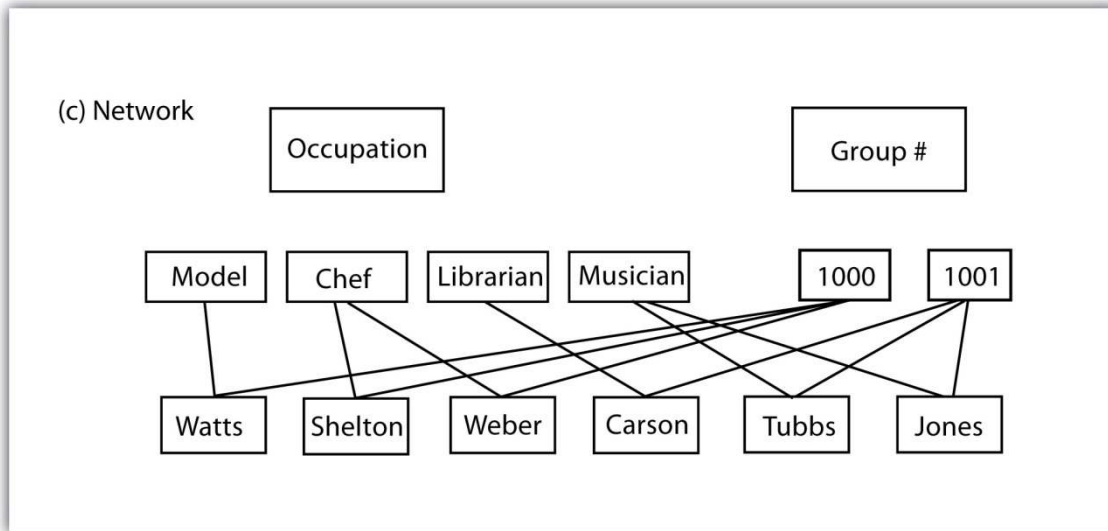 (c) Network
Occupation
Group #
Model
Chef
Librarian
Musician
1000
1001
Watts
Shelton
Weber
Carson
Tubbs
Jones